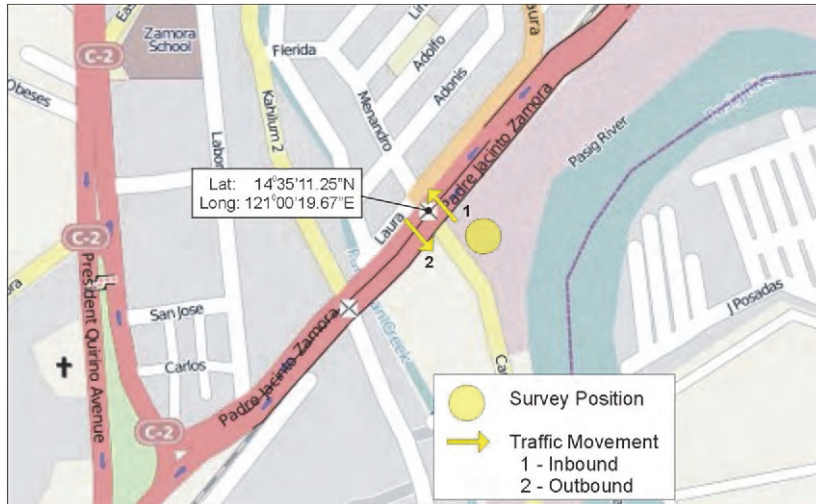 Zamora
School
C-2
Obeses
Flerida
Adolfo
Adonis
Menandro
Kahilum 2
Padre Jacinto Zamora
Pasig River
Lat: 14°35'11.25"N
Long: 121°00'19.67"E
1
Laura
2
C-2
President Quirino Avenue
San Jose
Carlos
Padre Jacinto Zamora
J Posadas
C-2
Survey Position
Traffic Movement
1 - Inbound
2 - Outbound